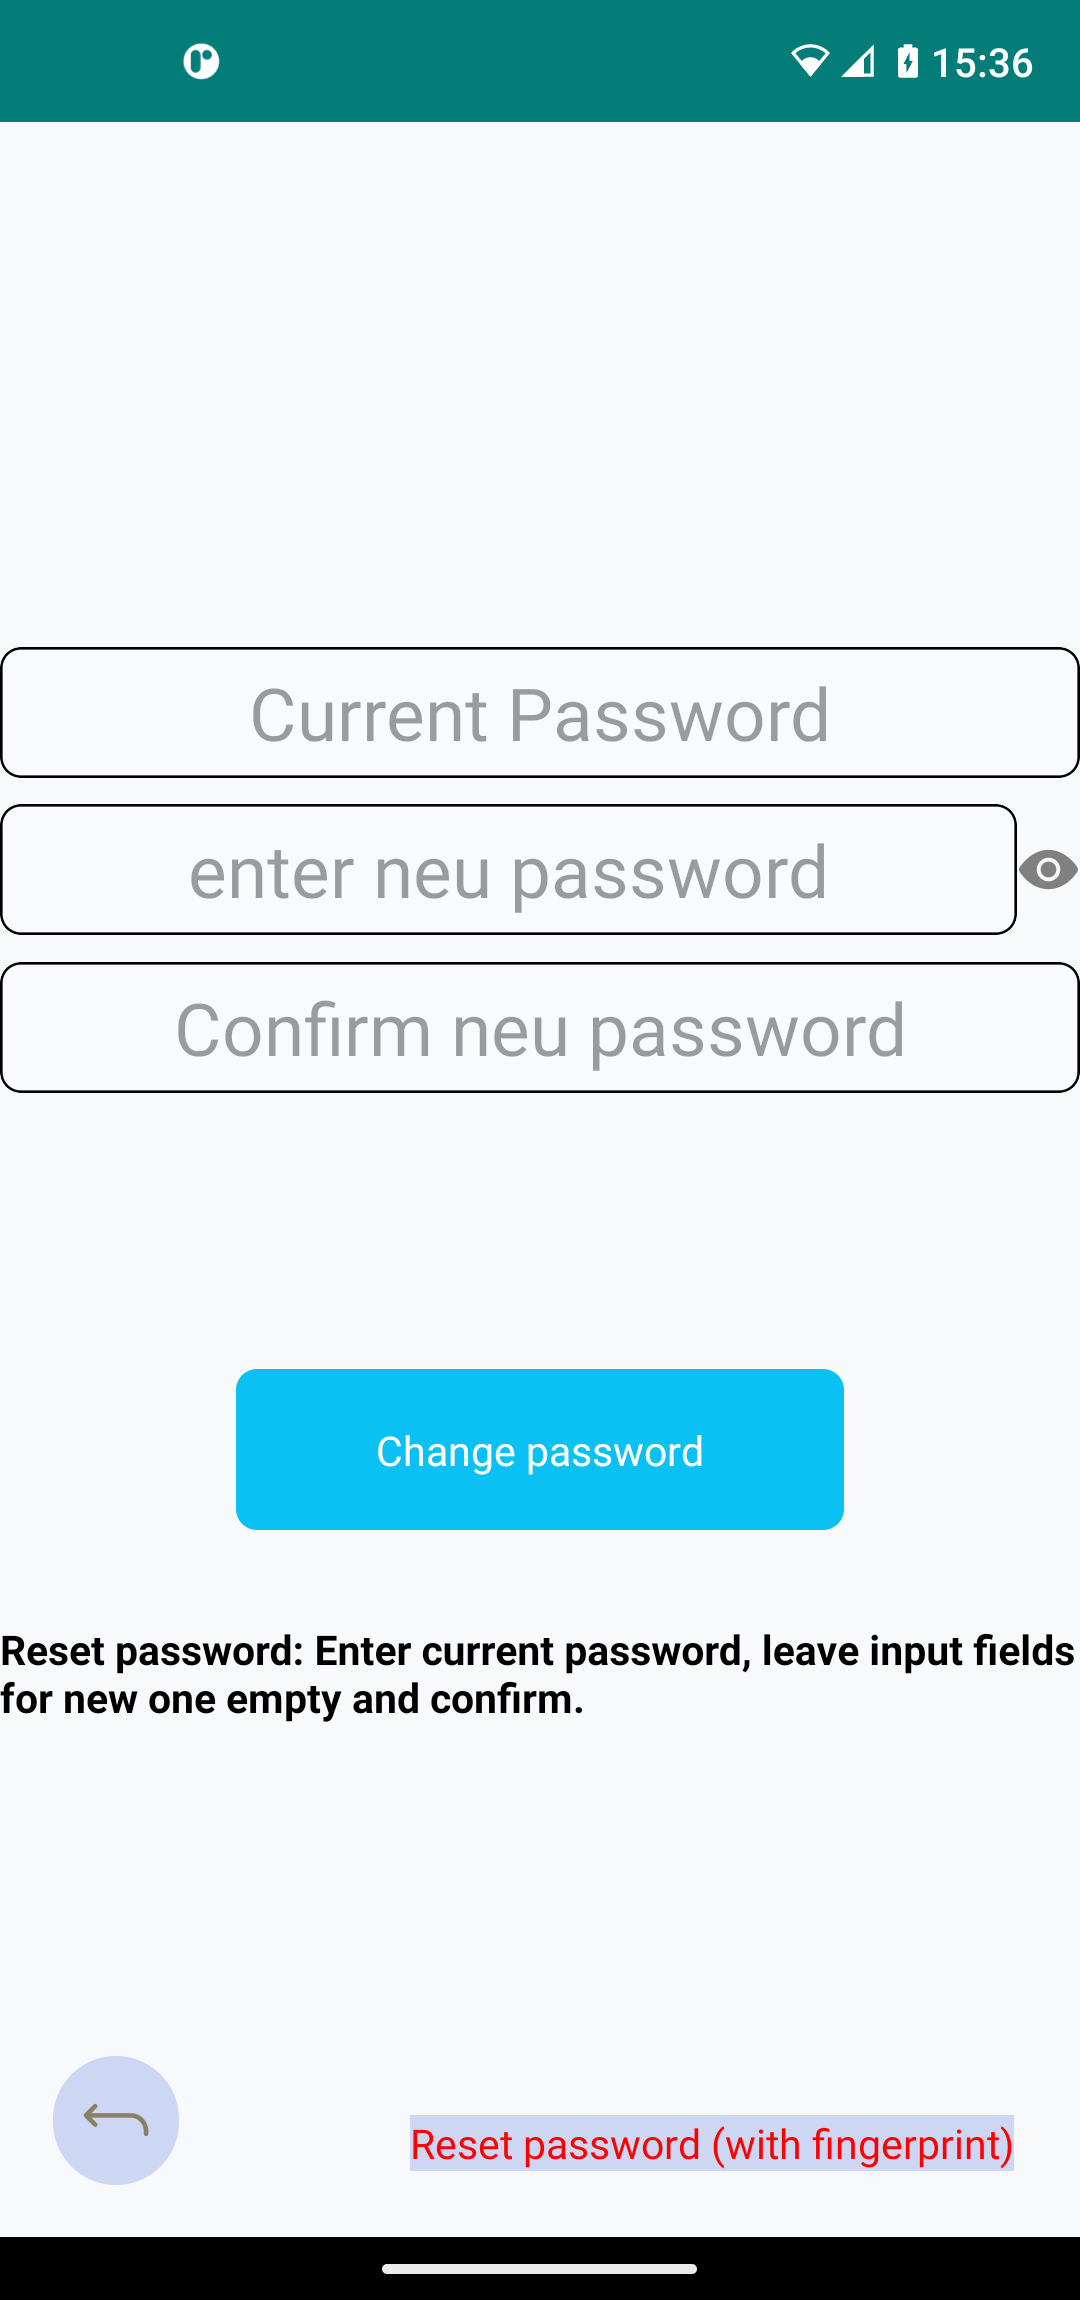 15:36
Current Password
enter neu password
Confirm neu password
Change password
Reset password: Enter current password, leave input fields
for new one empty and confirm.
Reset password (with fingerprint)